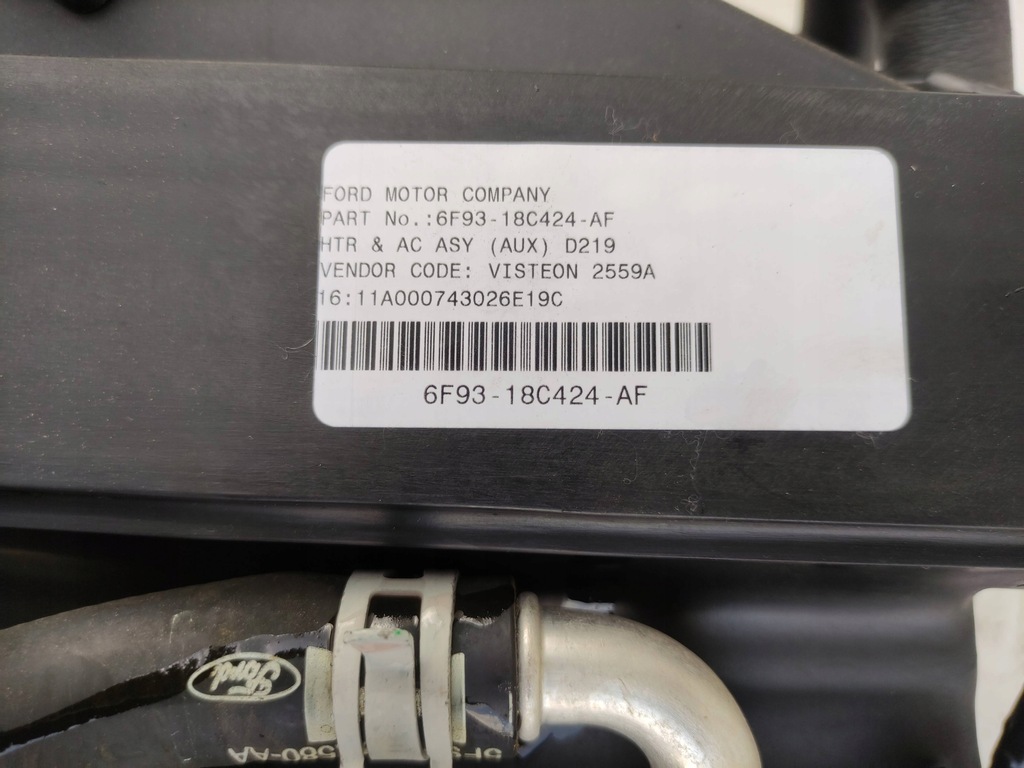 FORD MOTOR COMPANY
PART No.:6F93-18C424-AF
HTR & AC ASY (AUX) D219
VENDOR CODE: VISTEON 2559A
16:11A000743026E19C
6F93-18C424-AF
Ford